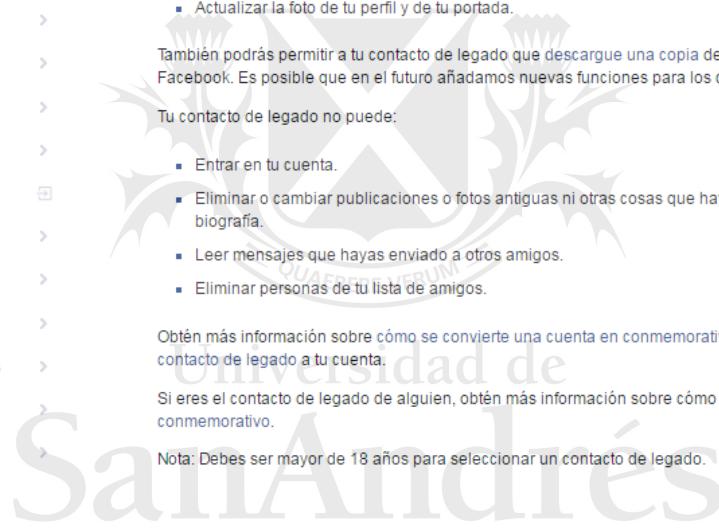 Actualizar la foto de tu perfil y de tu portada.
También podrás permitir a tu contacto de legado que descargue una copia de
Facebook. Es posible que en el futuro añadamos nuevas funciones para los
Tu contacto de legado no puede:
Entrar en tu cuenta.
Eliminar o cambiar publicaciones o fotos antiguas ni otras cosas que
biografía.
Leer mensajes que hayas enviado a otros amigos.
QUAERERE VERUM
Eliminar personas de tu lista de amigos.
Obtén más información sobre cómo se convierte una cuenta en
contacto de legado a tu cuenta.
Universidad de
Si eres el contacto de legado de alguien, obtén más información sobre cómo
conmemorativo.
SanAndrés
Nota: Debes ser mayor de 18 años para seleccionar un contacto de legado.